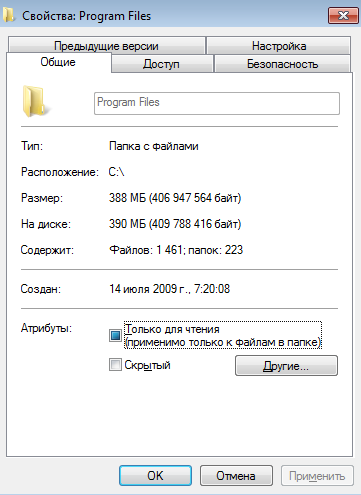 Свойства: Program Files
Предыдущие версии Настройка
Общие Доступ Безопасность
Program Files
Тип: Папка с файлами
Расположение: C:\
Размер: 388 МБ (406 947 564 байт)
На диске: 390 МБ (409 788 416 байт)
Содержит: Файлов: 1 461; папок: 223
Создан: 14 июля 2009 г., 7:20:08
Атрибуты: Только для чтения
(применимо только к файлам в папке)
Скрытый Другие...
OK Отмена Применить